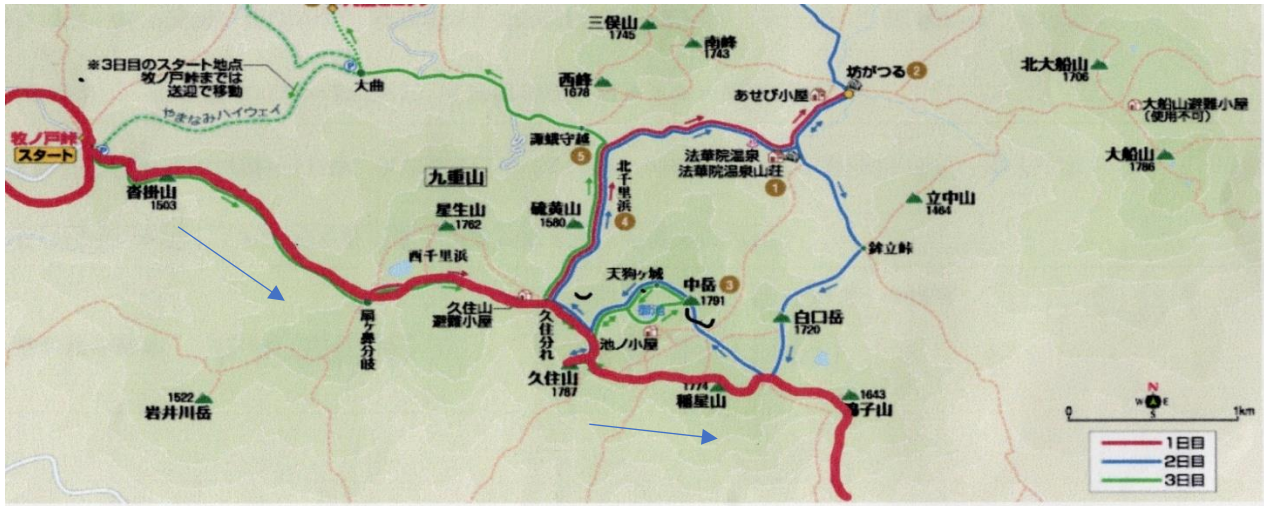 三俣山
1745
南峰
1743
西峰
1678
坊がつる 2
あせび小屋
北大船山
1706
大船山避難小屋
(使用不可)
大船山
1786
※3日目のスタート地点
牧ノ戸峠までは
送迎で移動
大曲
やまなみハイウェイ
牧ノ戸峠
スタート
諏蛾守越
5
法華院温泉
法華院温泉山荘
1
沓掛山
1503
九重山
星生山
1762
硫黄山
1580
北千里浜
4
立中山
1464
西千里浜
鉾立峠
天狗ヶ城
中岳 3
1791
御池
久住山
避難小屋
久住分れ
扇ヶ鼻分岐
池ノ小屋
白口岳
1720
久住山
1787
1774
稲星山
1643
子山
1522
岩井川岳
N
W E
S
0 1km
1日目
2日目
3日目